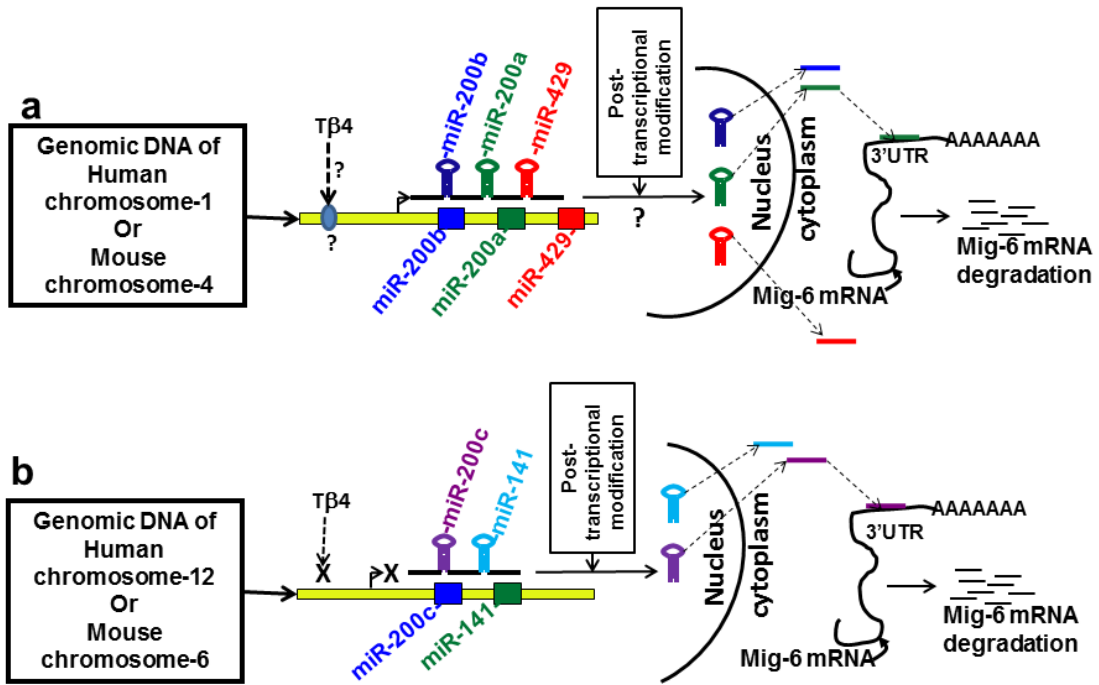 a
Genomic DNA of
Human
chromosome-1
Or
Mouse
chromosome-4
Tβ4
?
?
-miR-200b
-miR-200a
-miR-429
miR-200b-
miR-200a-
miR-429-
Post-
transcriptional
modification
?
Nucleus
cytoplasm
3'UTR
AAAAAAA
Mig-6 mRNA
Mig-6 mRNA
degradation
b
Genomic DNA of
Human
chromosome-12
Or
Mouse
chromosome-6
Tβ4
X
X
-miR-200c
-miR-141
miR-200c-
miR-141-
Post-
transcriptional
modification
Nucleus
cytoplasm
3'UTR
AAAAAAA
Mig-6 mRNA
Mig-6 mRNA
degradation